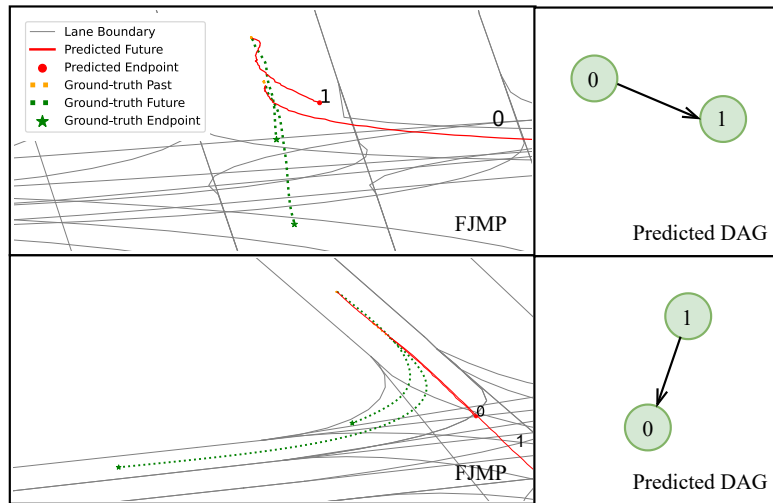 Lane Boundary
Predicted Future
Predicted Endpoint
Ground-truth Past
Ground-truth Future
Ground-truth Endpoint
1
0
FJMP
0
1
Predicted DAG
0
1
FJMP
1
0
Predicted DAG